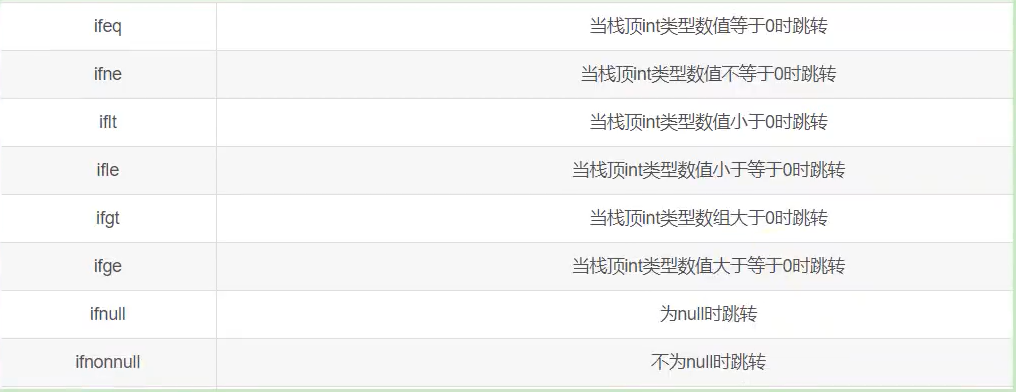 ifeq 当栈顶int类型数值等于0时跳转
ifne 当栈顶int类型数值不等于0时跳转
iflt 当栈顶int类型数值小于0时跳转
ifle 当栈顶int类型数值小于等于0时跳转
ifgt 当栈顶int类型数组大于0时跳转
ifge 当栈顶int类型数值大于等于0时跳转
ifnull 为null时跳转
ifnonnull 不为null时跳转